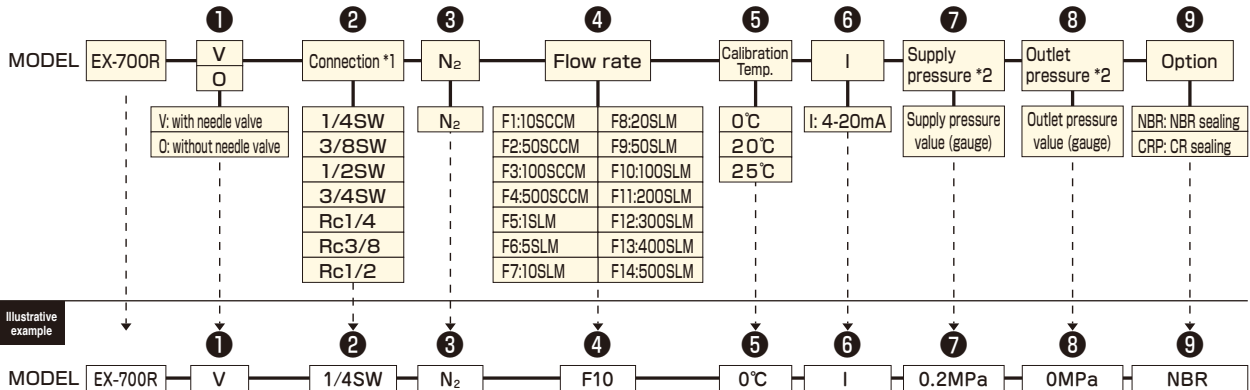 ❶ ❷ ❸ ❹ ❺ ❻ ❼ ❽ ❾
MODEL EX-700R V Connection *1 N₂ Flow rate Calibration Temp. I Supply pressure *2 Outlet pressure *2 Option
O
V: with needle valve
O: without needle valve
1/4SW
3/8SW
1/2SW
3/4SW
Rc1/4
Rc3/8
Rc1/2
N₂
F1:10SCCM F8:20SLM
F2:50SCCM F9:50SLM
F3:100SCCM F10:100SLM
F4:500SCCM F11:200SLM
F5:1SLM F12:300SLM
F6:5SLM F13:400SLM
F7:10SLM F14:500SLM
0℃
20℃
25℃
I: 4-20mA
Supply pressure
value (gauge)
Outlet pressure
value (gauge)
NBR: NBR sealing
CRP: CR sealing
Illustrative
example
❶ ❷ ❸ ❹ ❺ ❻ ❼ ❽ ❾
MODEL EX-700R V 1/4SW N₂ F10 0℃ I 0.2MPa 0MPa NBR